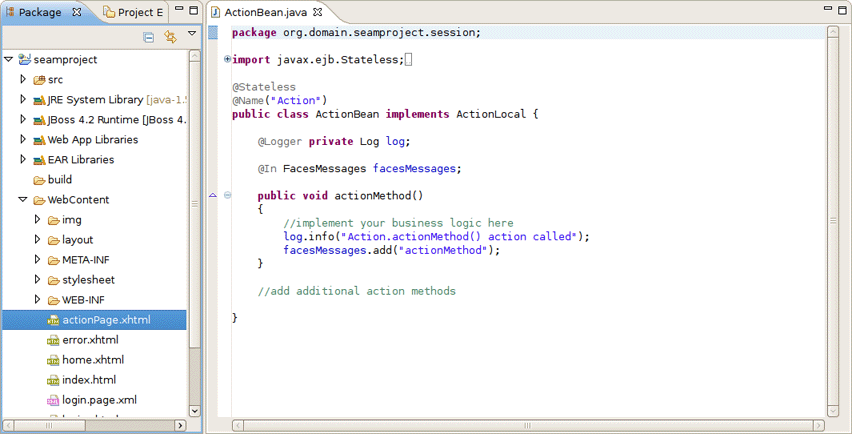 Package
Project E
seamproject
src
JRE System Library [java-1.5
JBoss 4.2 Runtime [JBoss 4.
Web App Libraries
EAR Libraries
build
WebContent
img
layout
META-INF
stylesheet
WEB-INF
actionPage.xhtml
error.xhtml
home.xhtml
index.html
login.page.xml
ActionBean.java
package org.domain.seamproject.session;
import javax.ejb.Stateless;
@Stateless
@Name("Action")
public class ActionBean implements ActionLocal {
@Logger private Log log;
@In FacesMessages facesMessages;
public void actionMethod()
{
//implement your business logic here
log.info("Action.actionMethod() action called");
facesMessages.add("actionMethod");
}
//add additional action methods
}